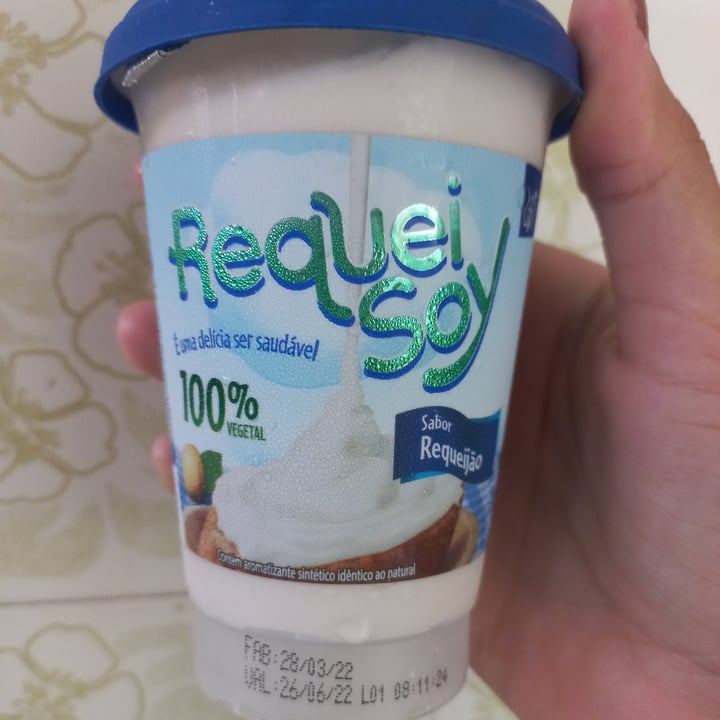 Requei
Soy
É uma delícia ser saudável
100%
VEGETAL
Sabor
Requeijão
Contém aromatizante sintético idêntico ao natural
FAB:28/03/22
VAL:26/06/22 L01 08:11:24